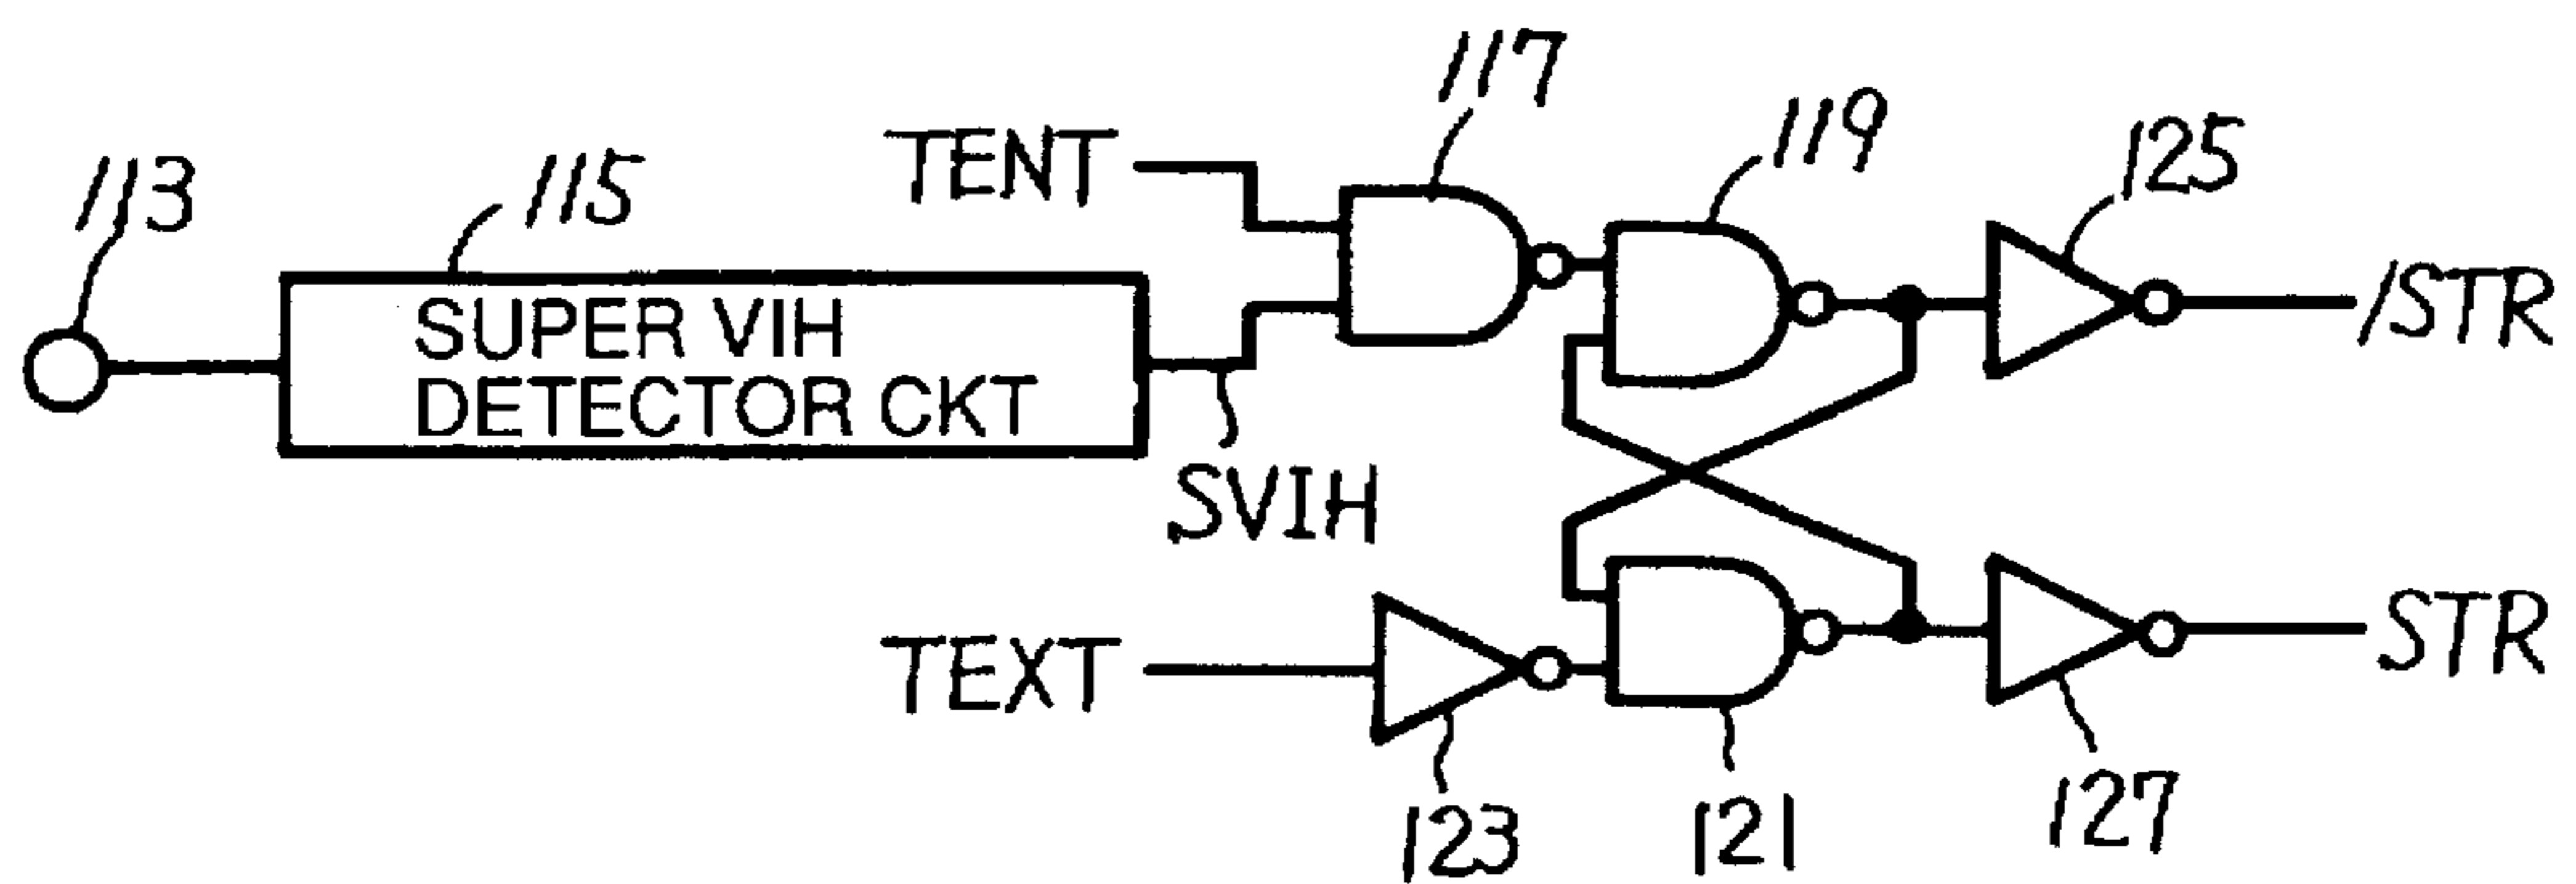 117
119
125
TENT
113
115
SUPER VIH
DETECTOR CKT
/STR
SVIH
TEXT
STR
123
121
127